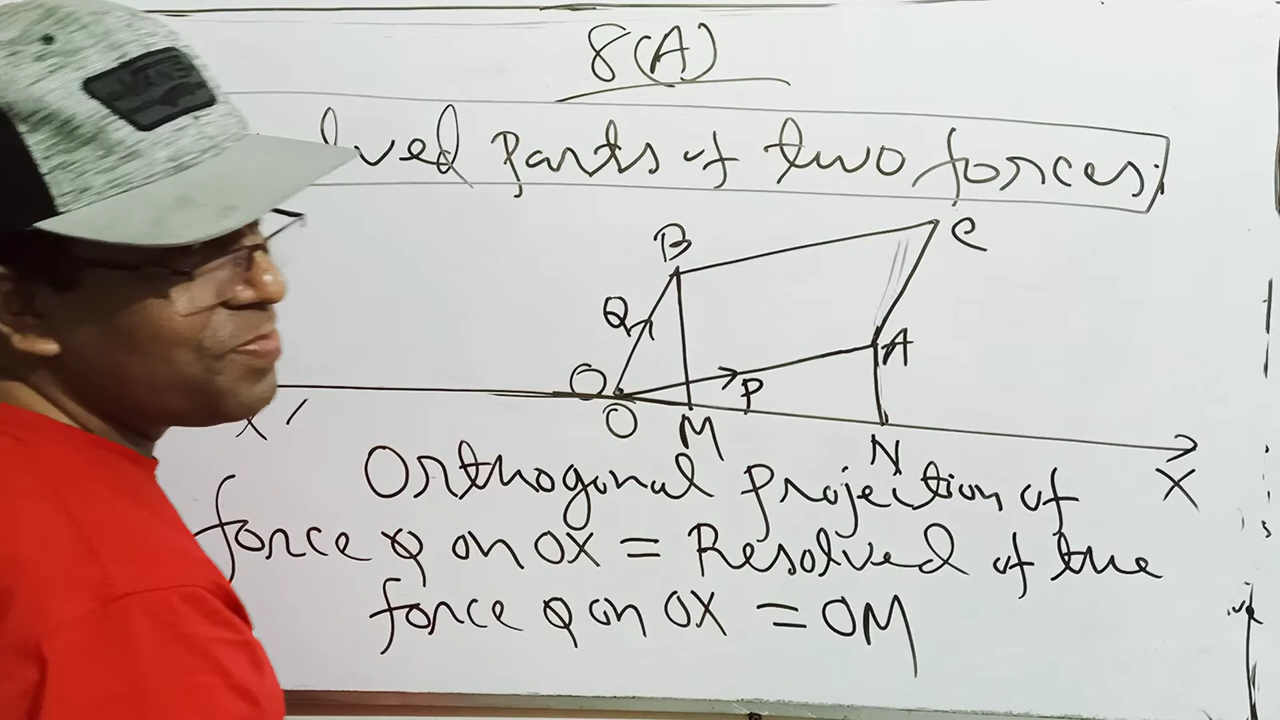 8(A)
lved Parts of two forces:
B
C
Q
A
P
O
O
M
N
X'
X
Orthogonal projection of
force Q on OX = Resolved of the
force Q on OX = OM
VANS